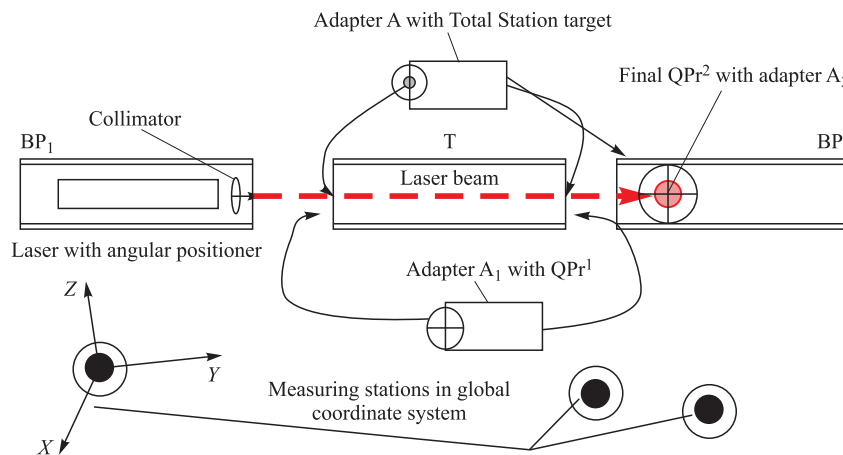 Adapter A with Total Station target
Final QPr² with adapter A
Collimator
BP₁
T
BP
Laser beam
Laser with angular positioner
Adapter A₁ with QPr¹
Z
Y
X
Measuring stations in global
coordinate system